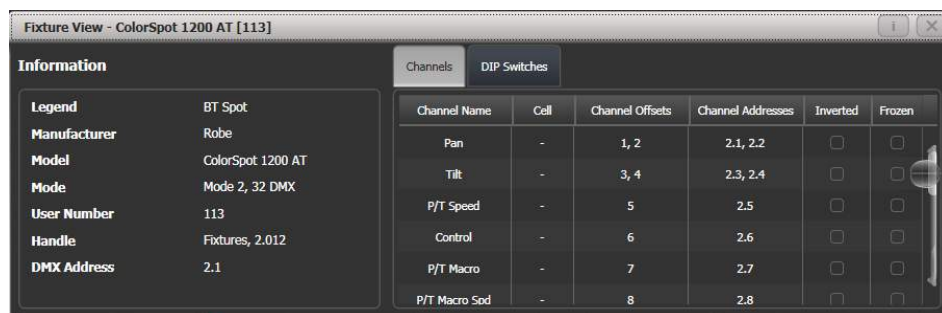 Fixture View - ColorSpot 1200 AT [113]
i X
Information
Channels DIP Switches
Legend BT Spot
Manufacturer Robe
Model ColorSpot 1200 AT
Mode Mode 2, 32 DMX
User Number 113
Handle Fixtures, 2.012
DMX Address 2.1
Channel Name Cell Channel Offsets Channel Addresses Inverted Frozen
Pan - 1, 2 2.1, 2.2
Tilt - 3, 4 2.3, 2.4
P/T Speed - 5 2.5
Control - 6 2.6
P/T Macro - 7 2.7
P/T Macro Spd - 8 2.8